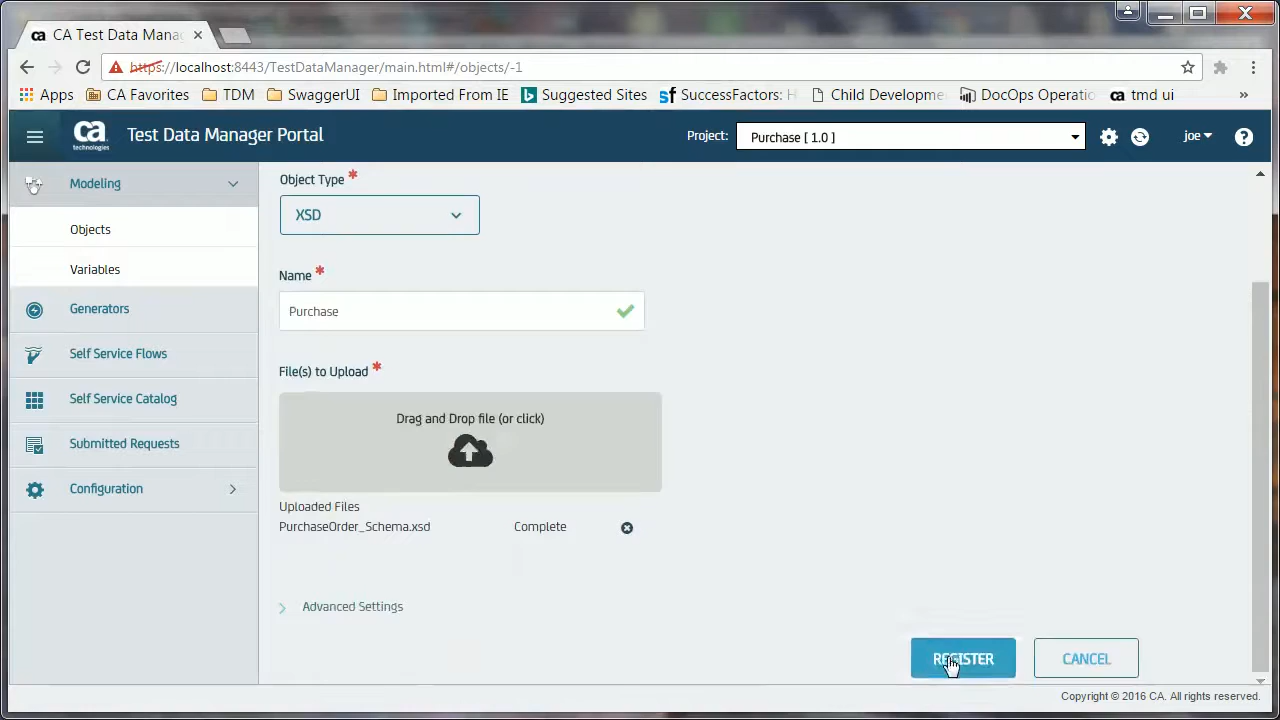 CA Test Data Mana
https://localhost:8443/TestDataManager/main.html#/objects/-1
Apps CA Favorites TDM SwaggerUI Imported From IE Suggested Sites SuccessFactors: Child Developme DocOps Operatio tmd ui »
ca technologies Test Data Manager Portal Project: Purchase [ 1.0 ] joe
Modeling
Objects
Variables
Generators
Self Service Flows
Self Service Catalog
Submitted Requests
Configuration
Object Type *
XSD
Name *
Purchase
File(s) to Upload *
Drag and Drop file (or click)
Uploaded Files
PurchaseOrder_Schema.xsd Complete
Advanced Settings
REGISTER CANCEL
Copyright © 2016 CA. All rights reserved.